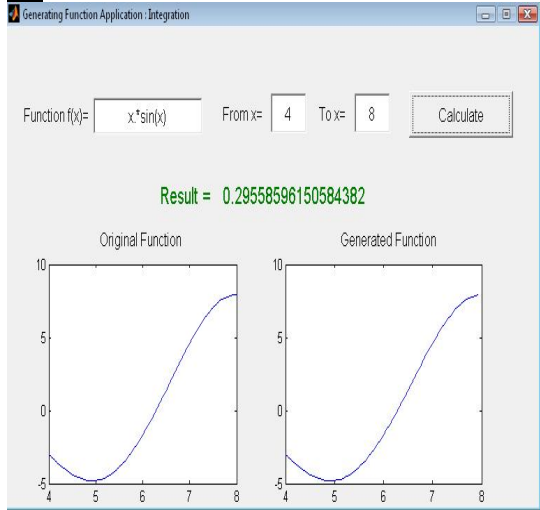 Generating Function Application : Integration
Function f(x)= x.*sin(x) From x= 4 To x= 8 Calculate
Result = 0.29558596150584382
Original Function Generated Function
10 10
5 5
0 0
-5 -5
4 5 6 7 8 4 5 6 7 8